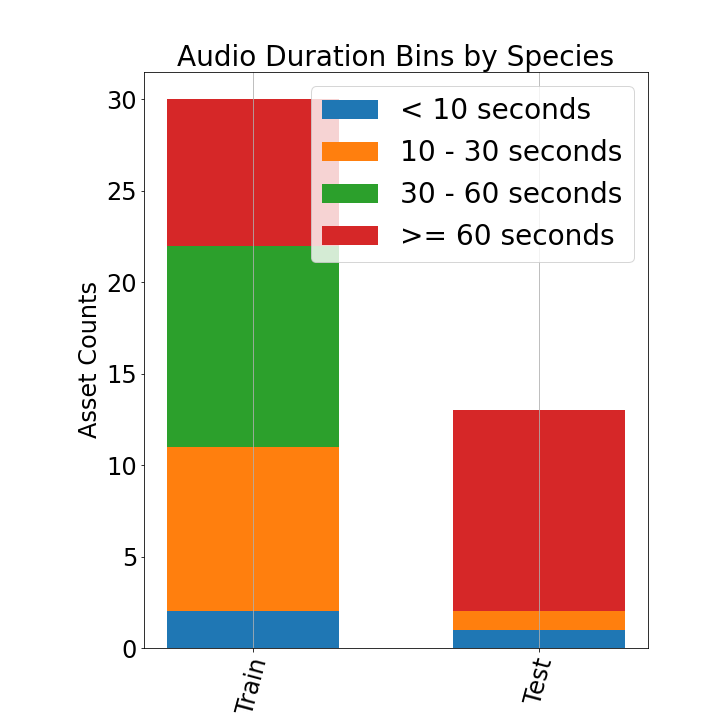 Audio Duration Bins by Species
< 10 seconds
10 - 30 seconds
30 - 60 seconds
>= 60 seconds
Asset Counts
30
25
20
15
10
5
0
Train
Test